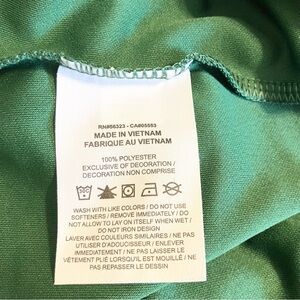 RN#56323 - CA#05553
MADE IN VIETNAM
FABRIQUE AU VIETNAM
100% POLYESTER
EXCLUSIVE OF DECORATION /
DECORATION NON COMPRISE
WASH WITH LIKE COLORS / DO NOT USE
SOFTENERS / REMOVE IMMEDIATELY / DO
NOT ALLOW TO LAY ON ITSELF WHEN WET /
DO NOT IRON DESIGN
LAVER AVEC COULEURS SIMILAIRES / NE PAS
UTILISER D'ADOUCISSEUR / ENLEVER
IMMÉDIATEMENT / NE PAS LAISSER LE
VÊTEMENT PLIÉ LORSQU'IL EST MOUILLÉ / NE
PAS REPASSER LE DESSIN